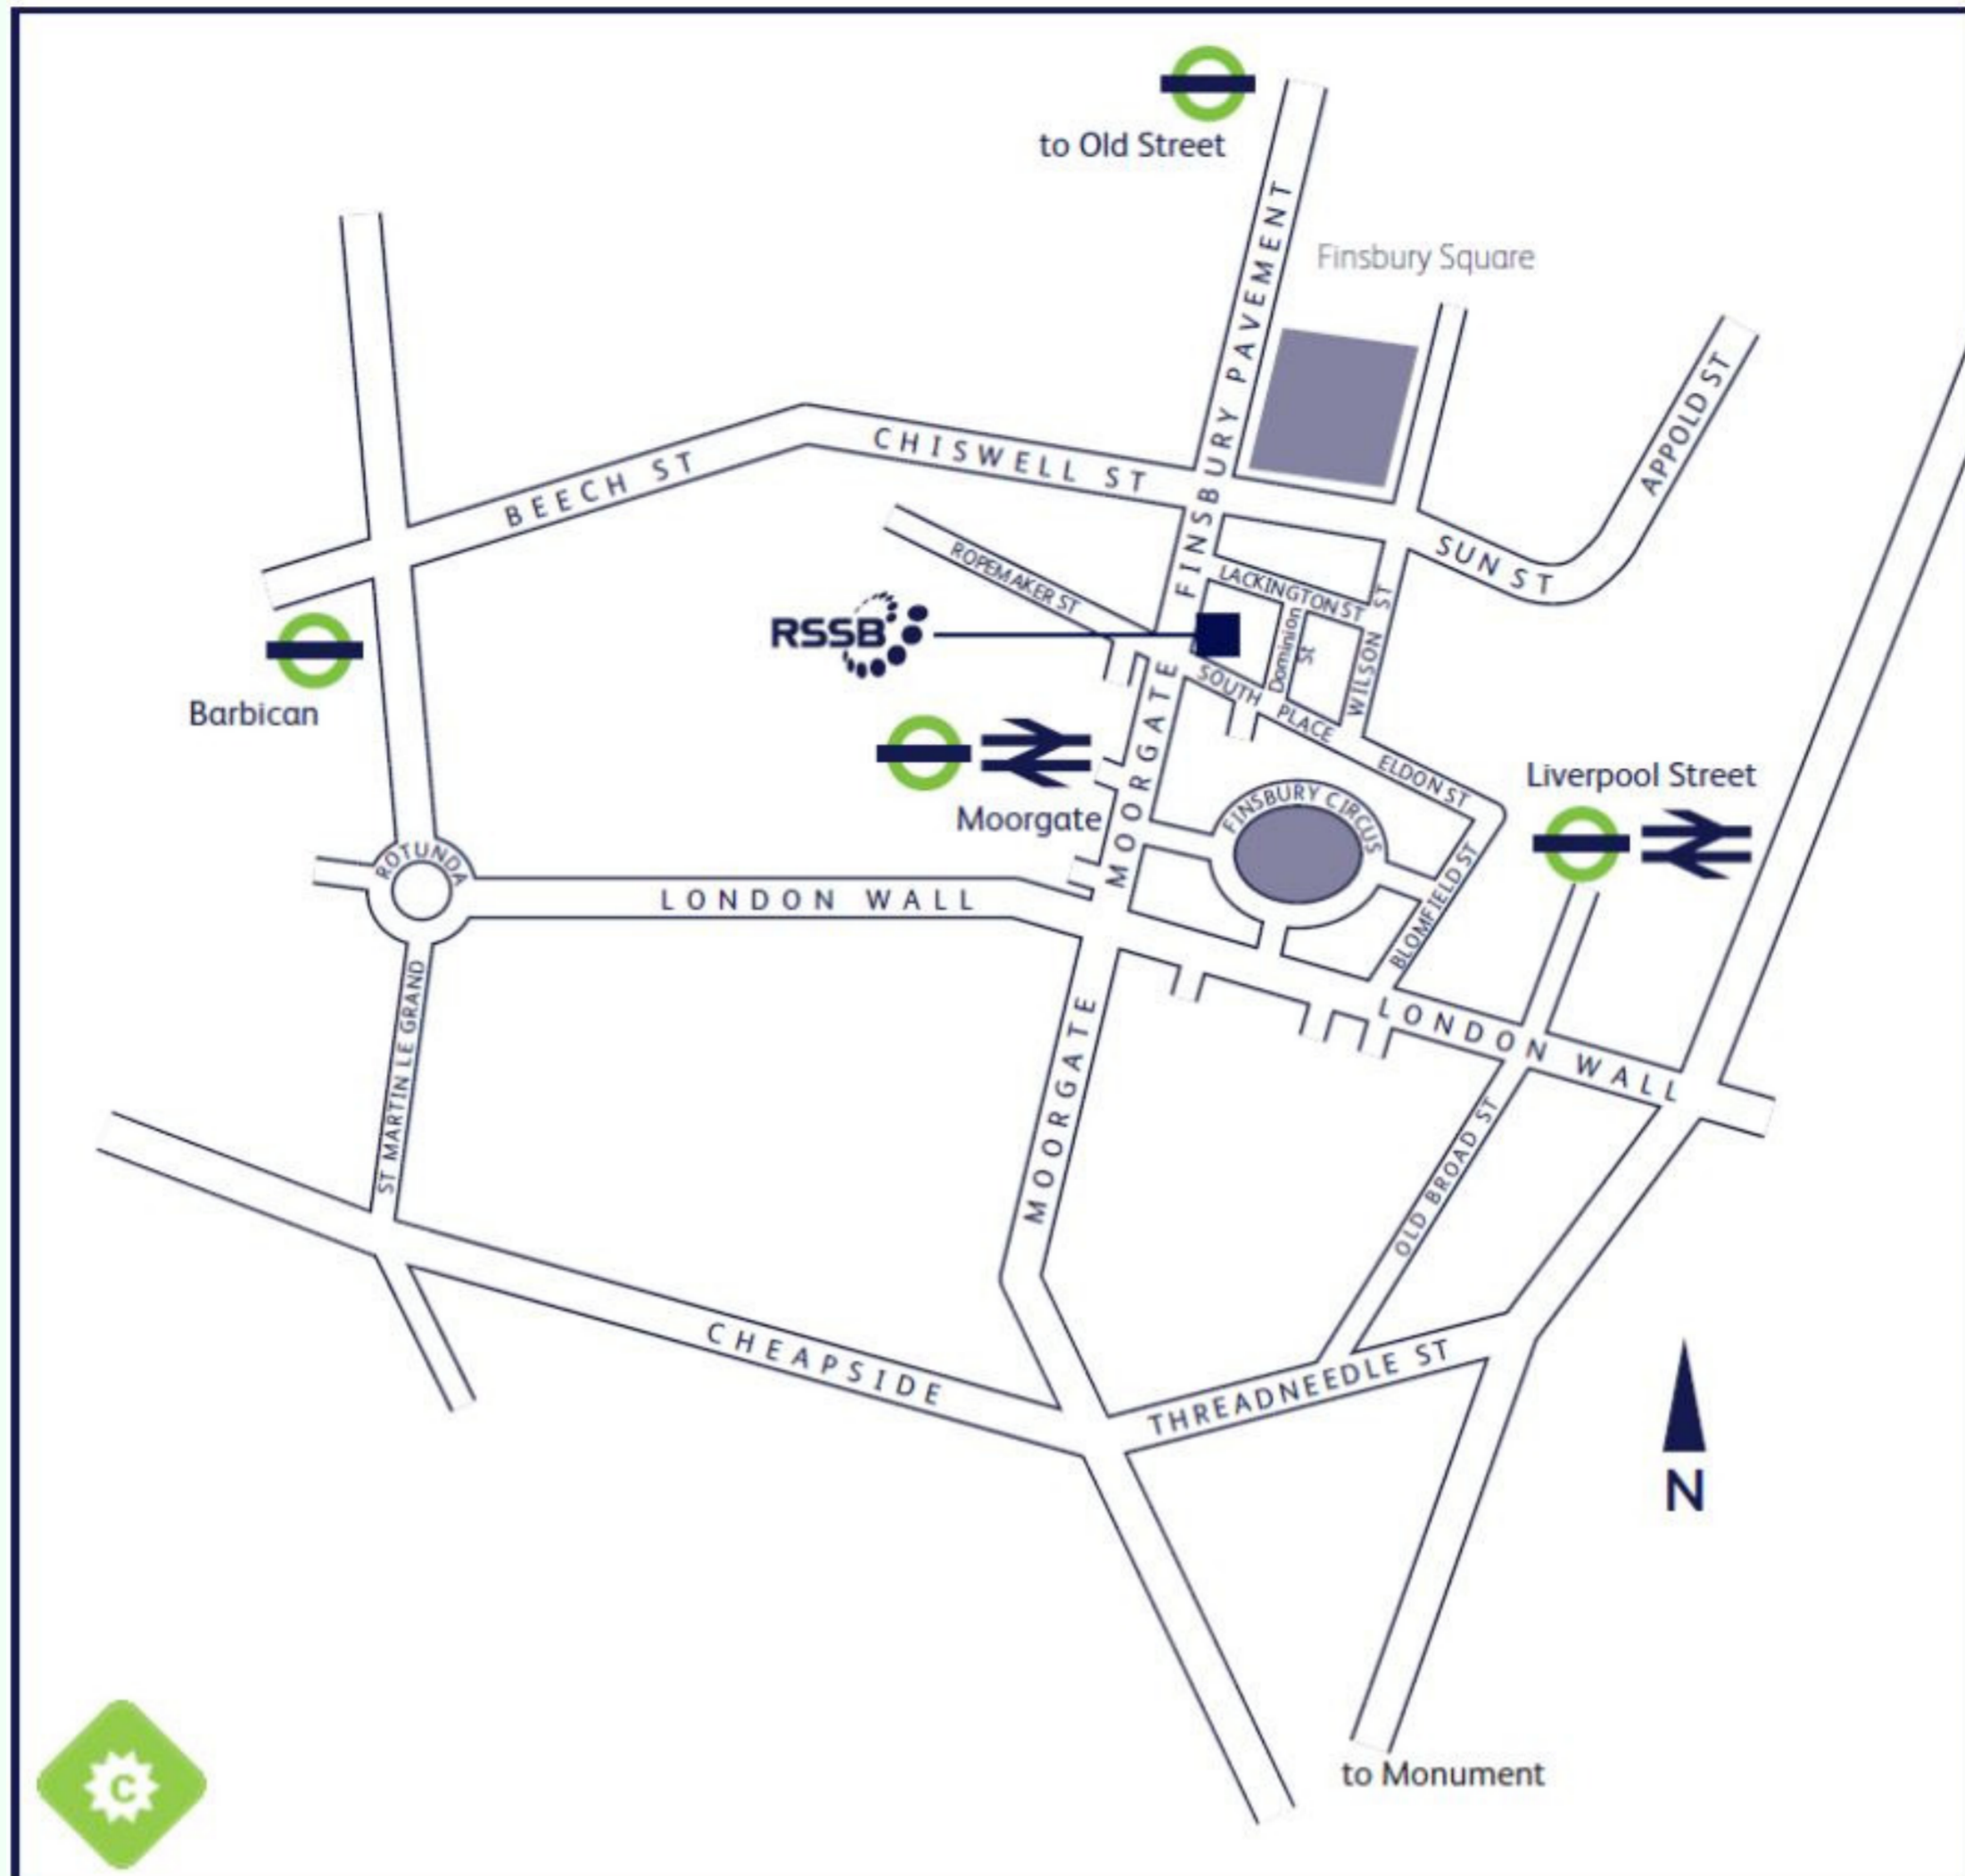 to Old Street
FINSBURY PAVEMENT
Finsbury Square
APPOLD ST
CHISWELL ST
BEECH ST
SUN ST
ROPEMAKER ST
LACKINGTON ST
RSSB
Dominion
St
WILSON ST
SOUTH PLACE
Barbican
MOORGATE
ELDON ST
Liverpool Street
FINSBURY CIRCUS
Moorgate
ROTUNDA
LONDON WALL
BLOMFIELD ST
LONDON WALL
ST MARTIN LE GRAND
MOORGATE
OLD BROAD ST
CHEAPSIDE
THREADNEEDLE ST
N
to Monument
C